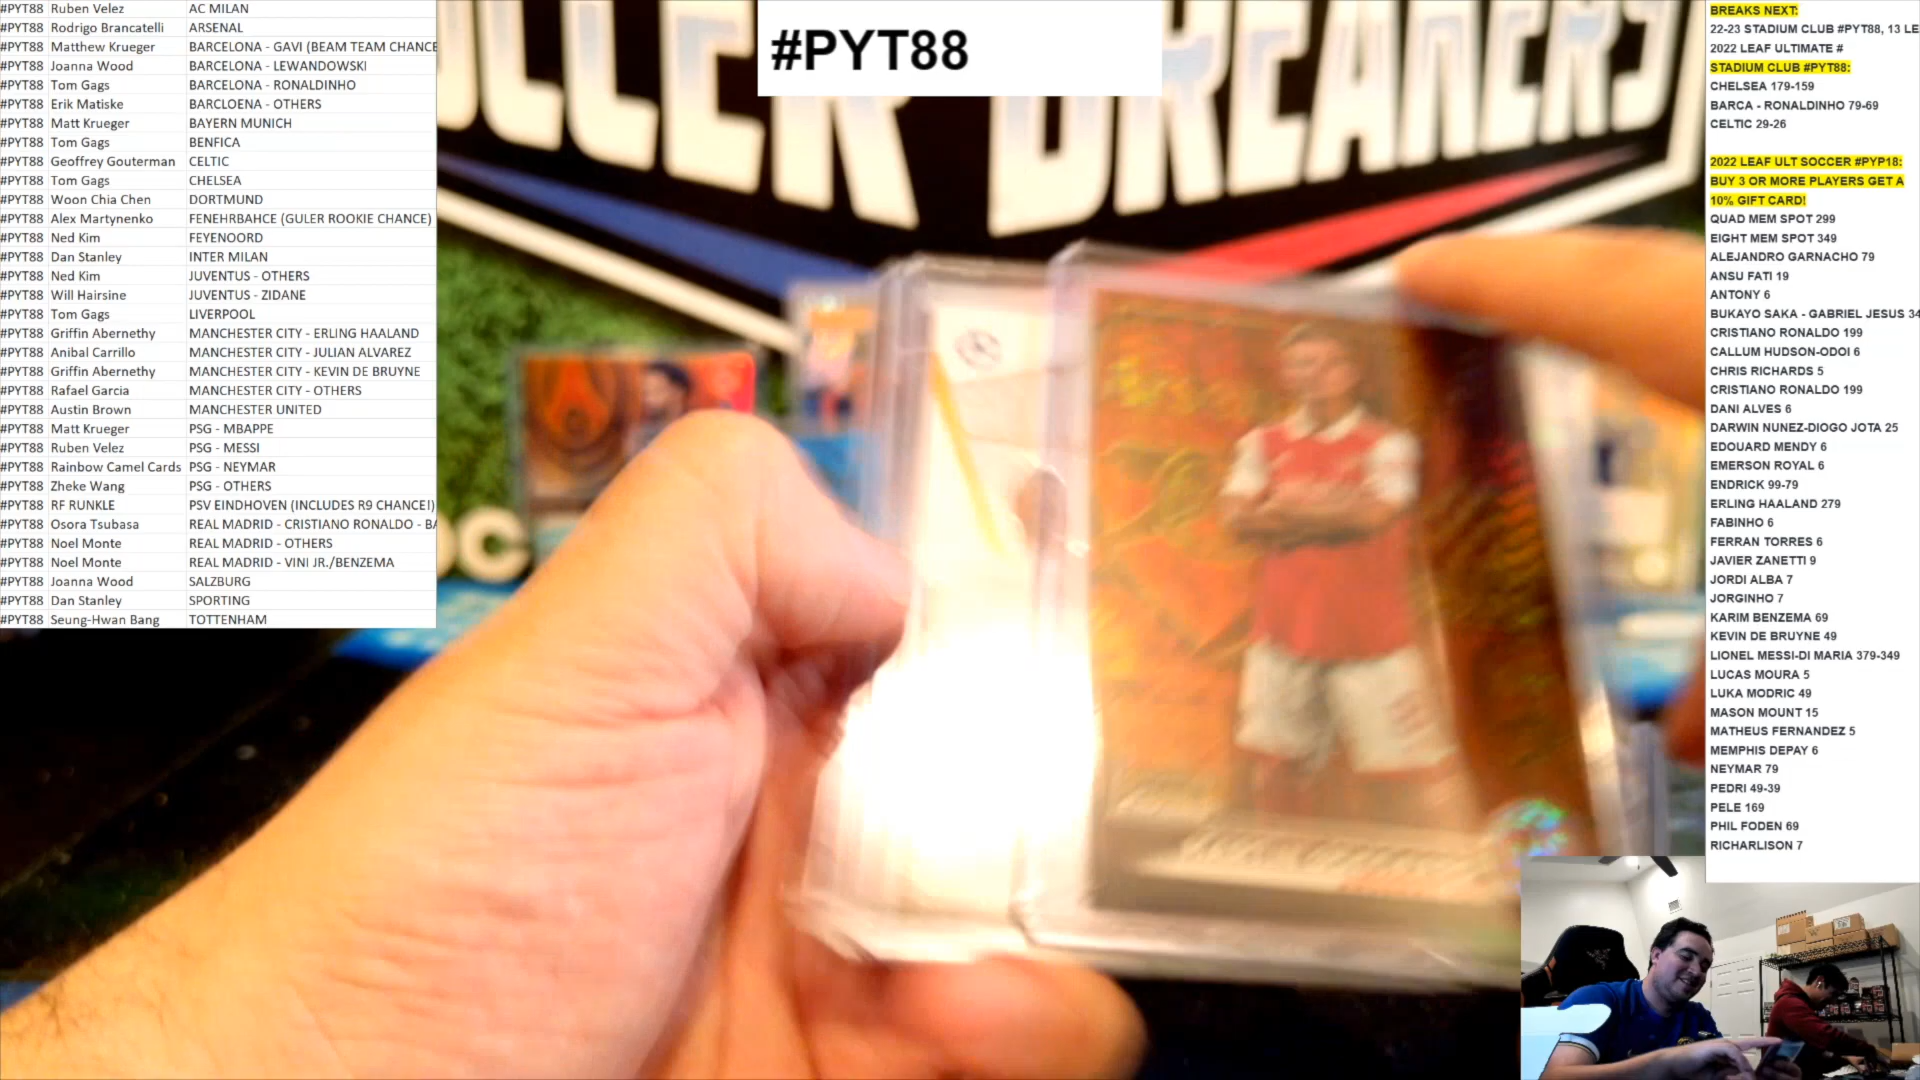 #PYT88 Ruben Velez AC MILAN
#PYT88 Rodrigo Brancatelli ARSENAL
#PYT88 Matthew Krueger BARCELONA - GAVI (BEAM TEAM CHANCE
#PYT88 Joanna Wood BARCELONA - LEWANDOWSKI
#PYT88 Tom Gags BARCELONA - RONALDINHO
#PYT88 Erik Matiske BARCLOENA - OTHERS
#PYT88 Matt Krueger BAYERN MUNICH
#PYT88 Tom Gags BENFICA
#PYT88 Geoffrey Gouterman CELTIC
#PYT88 Tom Gags CHELSEA
#PYT88 Woon Chia Chen DORTMUND
#PYT88 Alex Martynenko FENEHRBAHCE (GULER ROOKIE CHANCE)
#PYT88 Ned Kim FEYENOORD
#PYT88 Dan Stanley INTER MILAN
#PYT88 Ned Kim JUVENTUS - OTHERS
#PYT88 Will Hairsine JUVENTUS - ZIDANE
#PYT88 Tom Gags LIVERPOOL
#PYT88 Griffin Abernethy MANCHESTER CITY - ERLING HAALAND
#PYT88 Anibal Carrillo MANCHESTER CITY - JULIAN ALVAREZ
#PYT88 Griffin Abernethy MANCHESTER CITY - KEVIN DE BRUYNE
#PYT88 Rafael Garcia MANCHESTER CITY - OTHERS
#PYT88 Austin Brown MANCHESTER UNITED
#PYT88 Matt Krueger PSG - MBAPPE
#PYT88 Ruben Velez PSG - MESSI
#PYT88 Rainbow Camel Cards PSG - NEYMAR
#PYT88 Zheke Wang PSG - OTHERS
#PYT88 RF RUNKLE PSV EINDHOVEN (INCLUDES R9 CHANCE!)
#PYT88 Osora Tsubasa REAL MADRID - CRISTIANO RONALDO - BA
#PYT88 Noel Monte REAL MADRID - OTHERS
#PYT88 Noel Monte REAL MADRID - VINI JR./BENZEMA
#PYT88 Joanna Wood SALZBURG
#PYT88 Dan Stanley SPORTING
#PYT88 Seung-Hwan Bang TOTTENHAM
#PYT88
BREAKERS
BREAKS NEXT:
22-23 STADIUM CLUB #PYT88, 13 LE
2022 LEAF ULTIMATE #
STADIUM CLUB #PYT88:
CHELSEA 179-159
BARCA - RONALDINHO 79-69
CELTIC 29-26
2022 LEAF ULT SOCCER #PYP18:
BUY 3 OR MORE PLAYERS GET A
10% GIFT CARD!
QUAD MEM SPOT 299
EIGHT MEM SPOT 349
ALEJANDRO GARNACHO 79
ANSU FATI 19
ANTONY 6
BUKAYO SAKA - GABRIEL JESUS 34
CRISTIANO RONALDO 199
CALLUM HUDSON-ODOI 6
CHRIS RICHARDS 5
CRISTIANO RONALDO 199
DANI ALVES 6
DARWIN NUNEZ-DIOGO JOTA 25
EDOUARD MENDY 6
EMERSON ROYAL 6
ENDRICK 99-79
ERLING HAALAND 279
FABINHO 6
FERRAN TORRES 6
JAVIER ZANETTI 9
JORDI ALBA 7
JORGINHO 7
KARIM BENZEMA 69
KEVIN DE BRUYNE 49
LIONEL MESSI-DI MARIA 379-349
LUCAS MOURA 5
LUKA MODRIC 49
MASON MOUNT 15
MATHEUS FERNANDEZ 5
MEMPHIS DEPAY 6
NEYMAR 79
PEDRI 49-39
PELE 169
PHIL FODEN 69
RICHARLISON 7